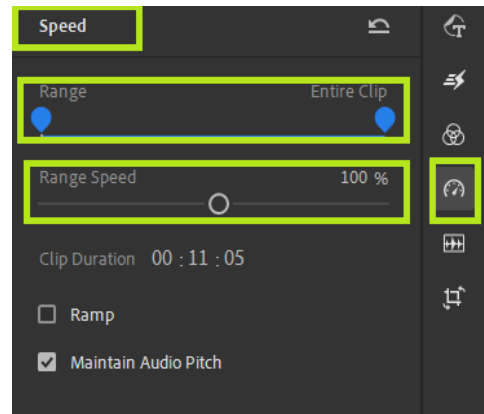 Speed
Range Entire Clip
Range Speed 100 %
Clip Duration 00 : 11 : 05
Ramp
Maintain Audio Pitch